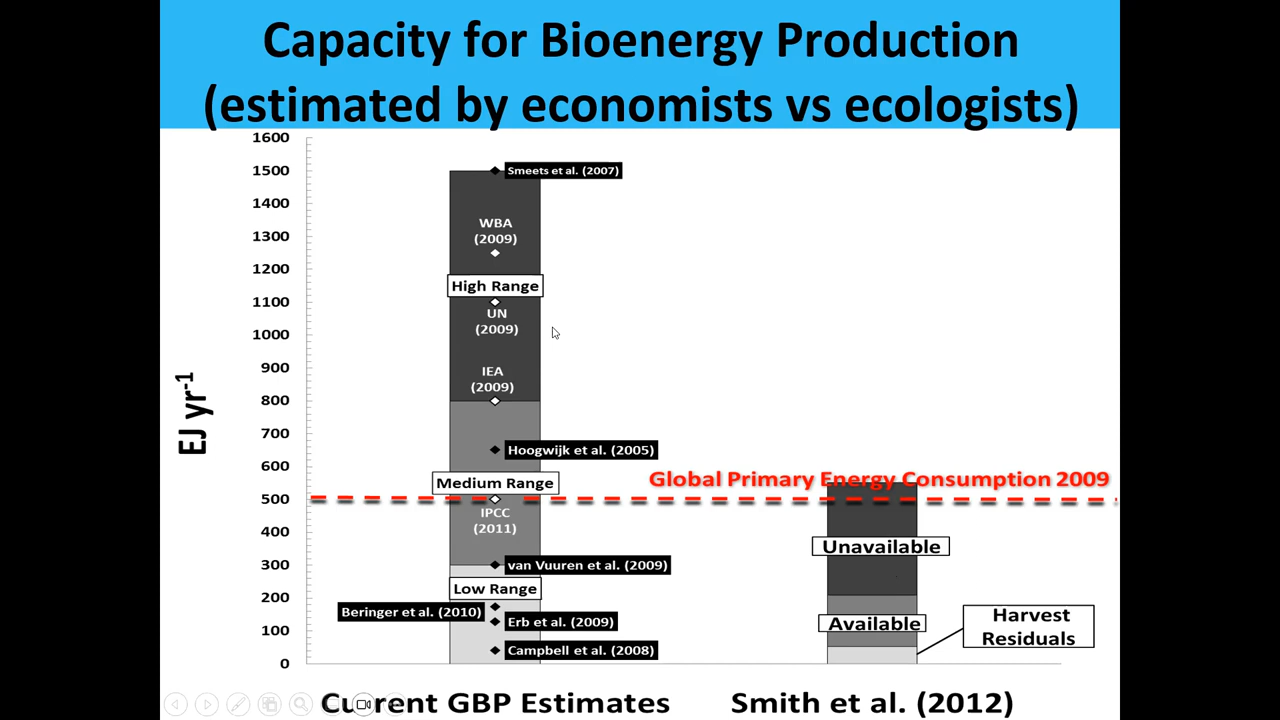 Capacity for Bioenergy Production
(estimated by economists vs ecologists)
EJ yr-1
1600
1500
1400
1300
1200
1100
1000
900
800
700
600
500
400
300
200
100
0
Smeets et al. (2007)
WBA
(2009)
High Range
UN
(2009)
IEA
(2009)
Hoogwijk et al. (2005)
Medium Range
IPCC
(2011)
van Vuuren et al. (2009)
Low Range
Beringer et al. (2010)
Erb et al. (2009)
Campbell et al. (2008)
Global Primary Energy Consumption 2009
Unavailable
Available
Harvest
Residuals
Current GBP Estimates
Smith et al. (2012)